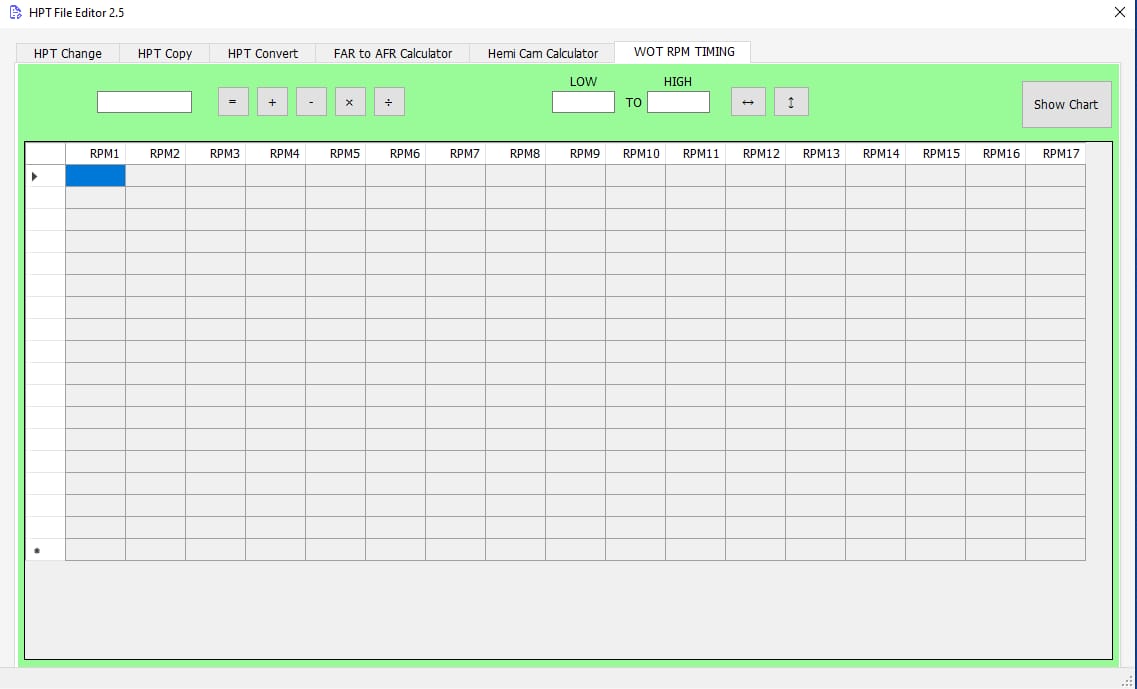 HPT File Editor 2.5
HPT Change HPT Copy HPT Convert FAR to AFR Calculator Hemi Cam Calculator WOT RPM TIMING
LOW HIGH
= + - × ÷ TO ↔ ↕ Show Chart
RPM1 RPM2 RPM3 RPM4 RPM5 RPM6 RPM7 RPM8 RPM9 RPM10 RPM11 RPM12 RPM13 RPM14 RPM15 RPM16 RPM17